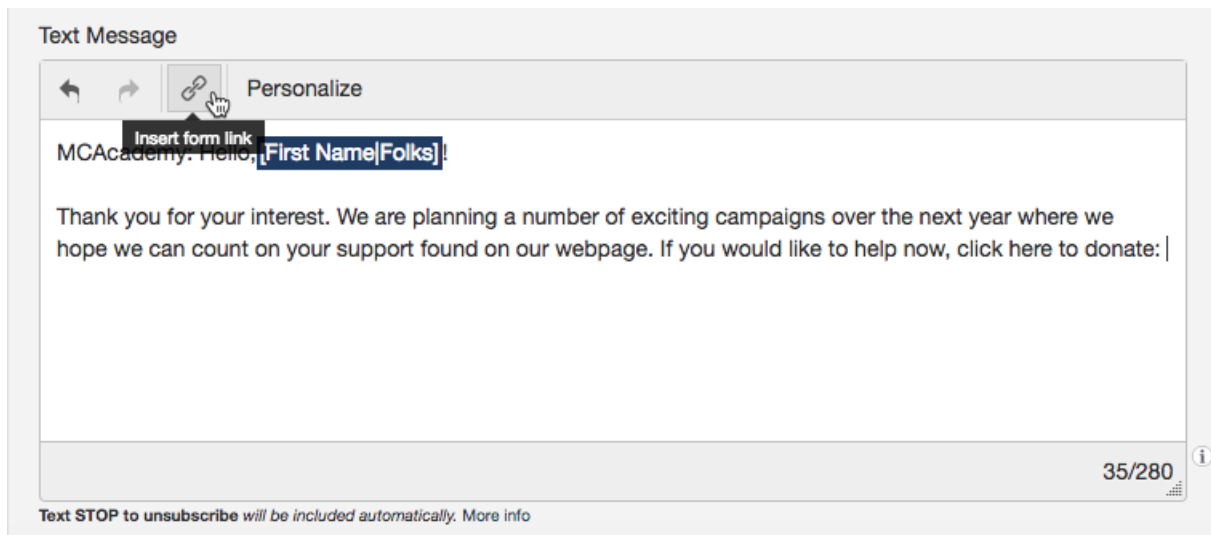 Text Message
Personalize
Insert form link
MCAcademy: Hello, [First Name|Folks]!
Thank you for your interest. We are planning a number of exciting campaigns over the next year where we
hope we can count on your support found on our webpage. If you would like to help now, click here to donate:
35/280
Text STOP to unsubscribe will be included automatically. More info